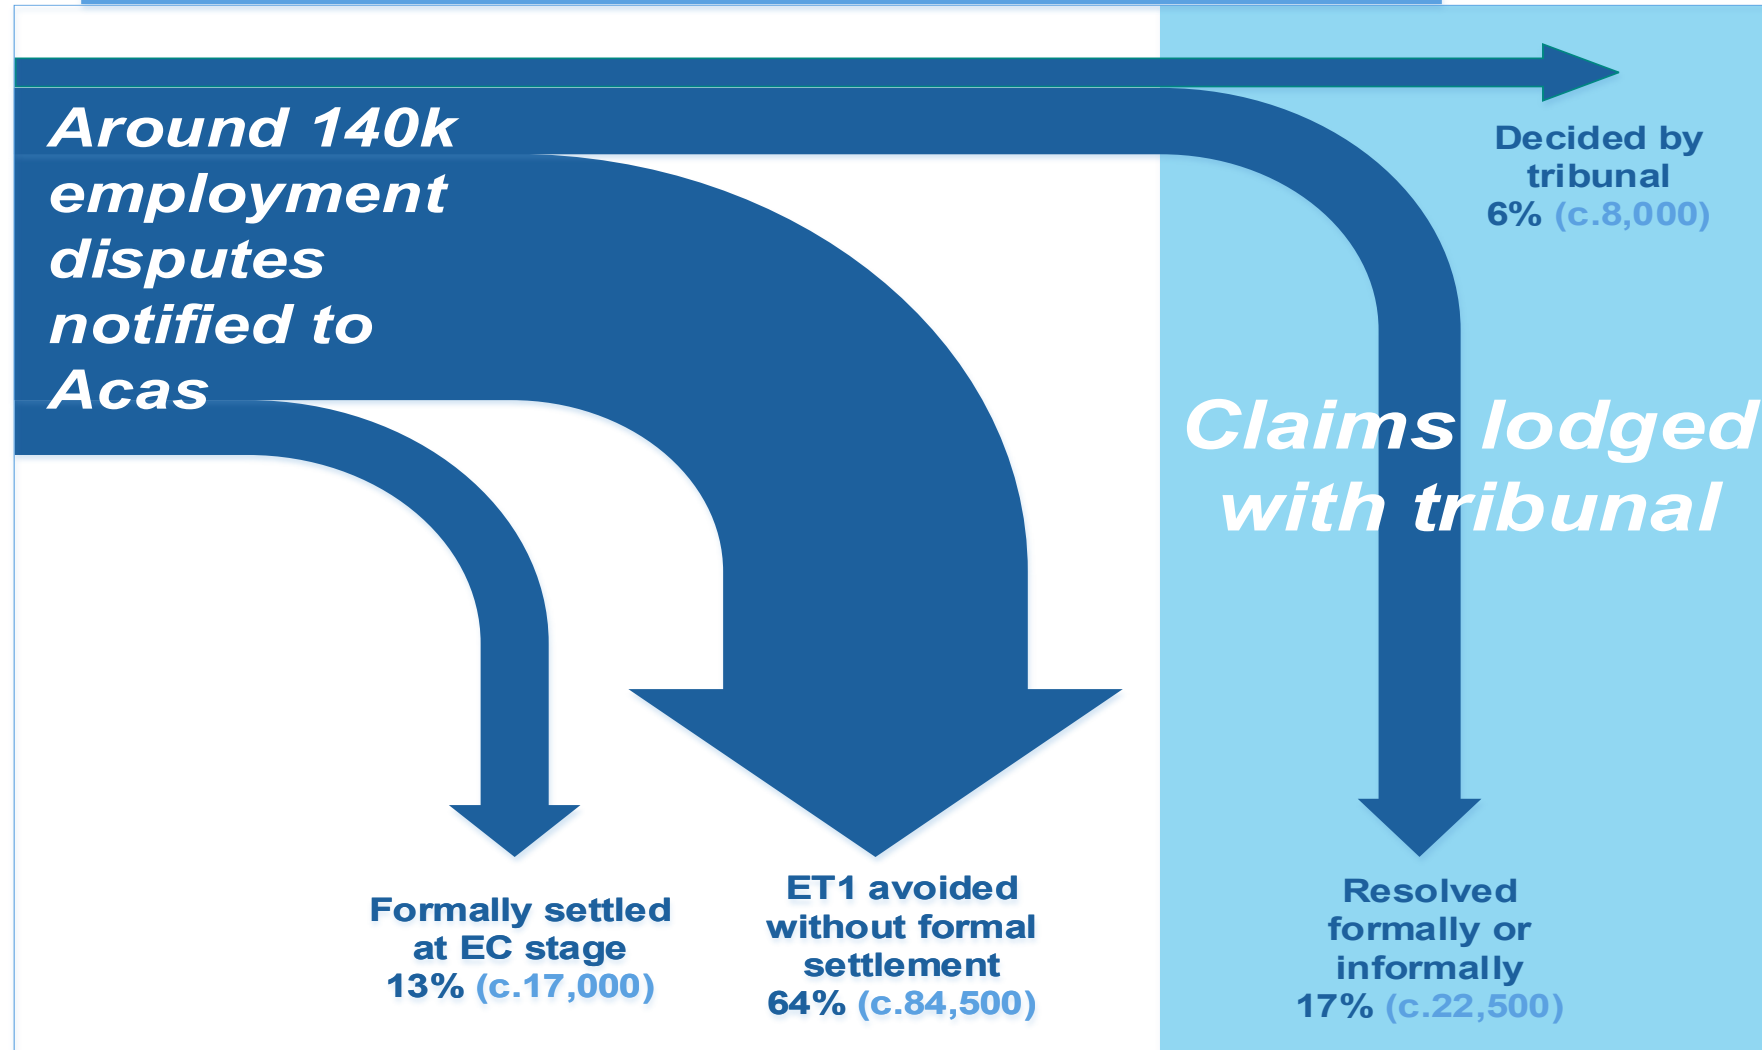 Around 140k
employment
disputes
notified to
Acas
Decided by
tribunal
6% (c.8,000)
Claims lodged
with tribunal
Formally settled
at EC stage
13% (c.17,000)
ET1 avoided
without formal
settlement
64% (c.84,500)
Resolved
formally or
informally
17% (c.22,500)